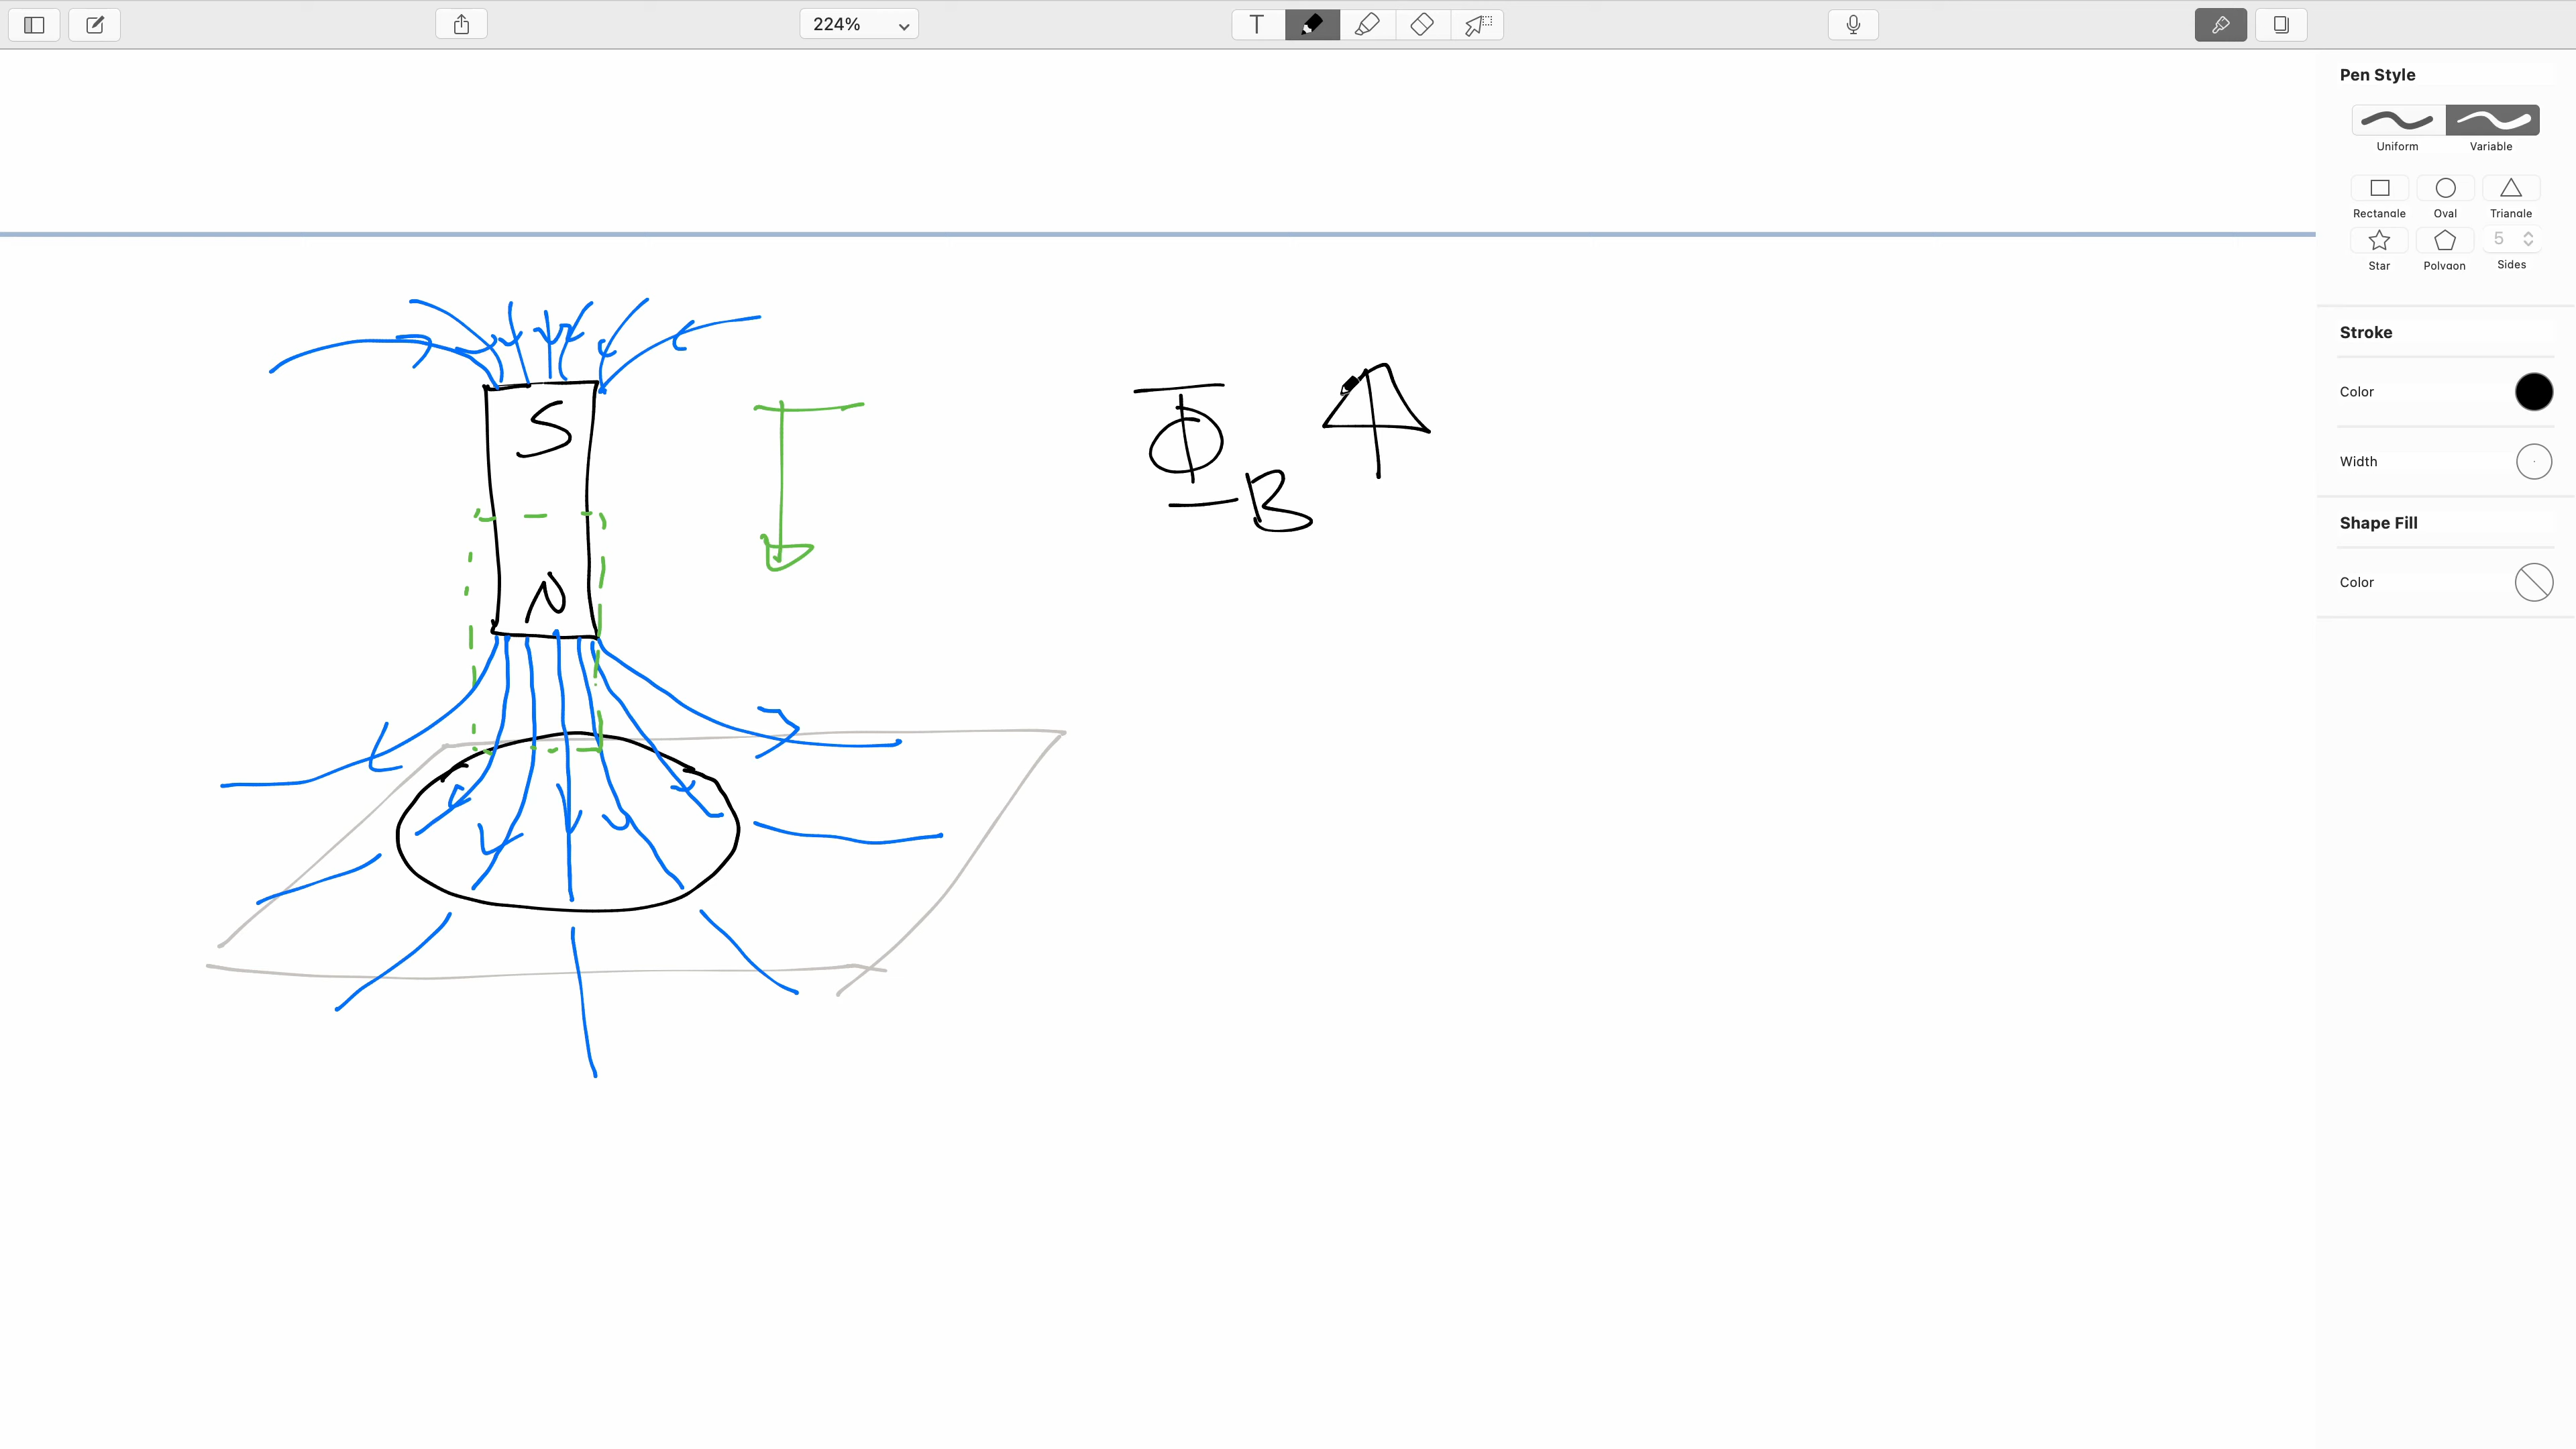 224%
T
Pen Style
Uniform
Variable
Rectangle
Oval
Triangle
5
Star
Polygon
Sides
Stroke
Color
Width
Shape Fill
Color
S
N
Φ
B